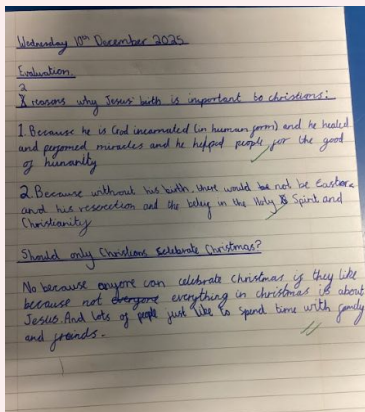 Wednesday 10th December 2025
Evaluation.
2
reasons why Jesus' birth is important to christians:
1. Because he is God incarnated (in human form) and he healed
and perfomed miracles and he helped people for the good
of humanity
2. Because without his birth, there would be not be Easter
and his reserection and the belief in the Holy Spirit and
Christianity
Should only Christians celebrate Christmas?
No because anyone can celebrate Christmas if they like
because not everyone everything in christmas is about
Jesus. And lots of people just like to spend time with family
and freinds.